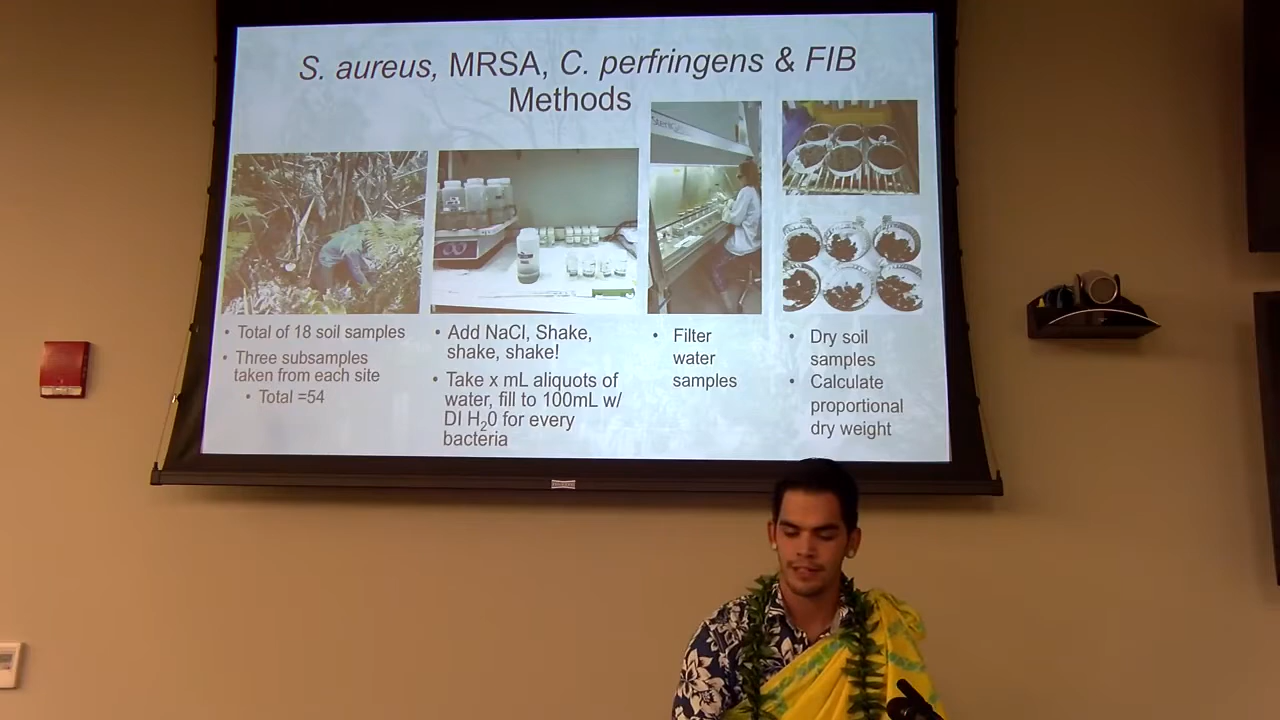 S. aureus, MRSA, C. perfringens & FIB
Methods
• Total of 18 soil samples
• Three subsamples
taken from each site
• Total =54
• Add NaCl, Shake,
shake, shake!
• Take x mL aliquots of
water, fill to 100mL w/
DI H₂0 for every
bacteria
• Filter
water
samples
• Dry soil
samples
• Calculate
proportional
dry weight